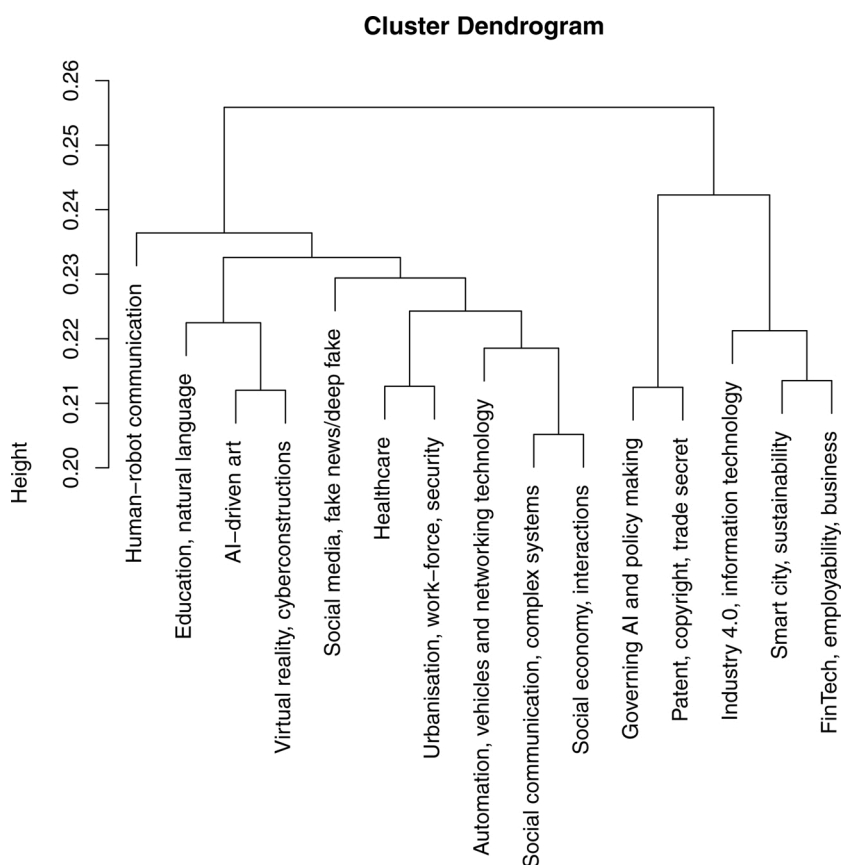 Cluster Dendrogram
Height
0.26
0.25
0.24
0.23
0.22
0.21
0.20
Human−robot communication
Education, natural language
AI−driven art
Virtual reality, cyberconstructions
Social media, fake news/deep fake
Healthcare
Urbanisation, work−force, security
Automation, vehicles and networking technology
Social communication, complex systems
Social economy, interactions
Governing AI and policy making
Patent, copyright, trade secret
Industry 4.0, information technology
Smart city, sustainability
FinTech, employability, business